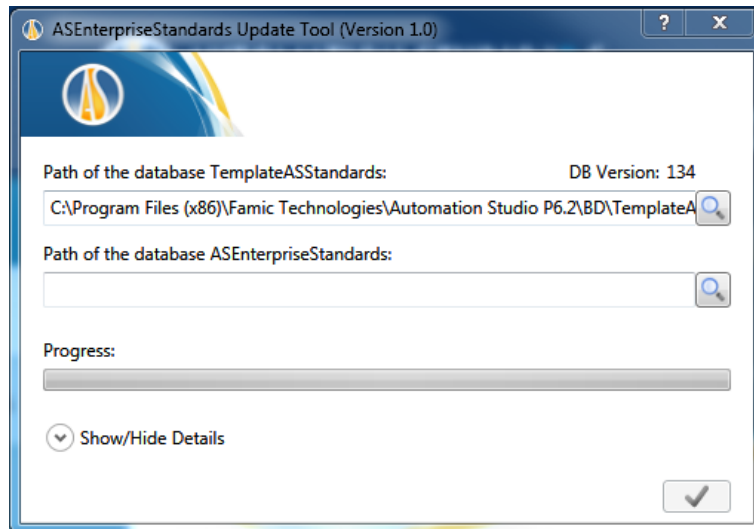 ASEnterpriseStandards Update Tool (Version 1.0)
? x
AS
Path of the database TemplateASStandards: DB Version: 134
C:\Program Files (x86)\Famic Technologies\Automation Studio P6.2\BD\TemplateA
Path of the database ASEnterpriseStandards:
Progress:
Show/Hide Details